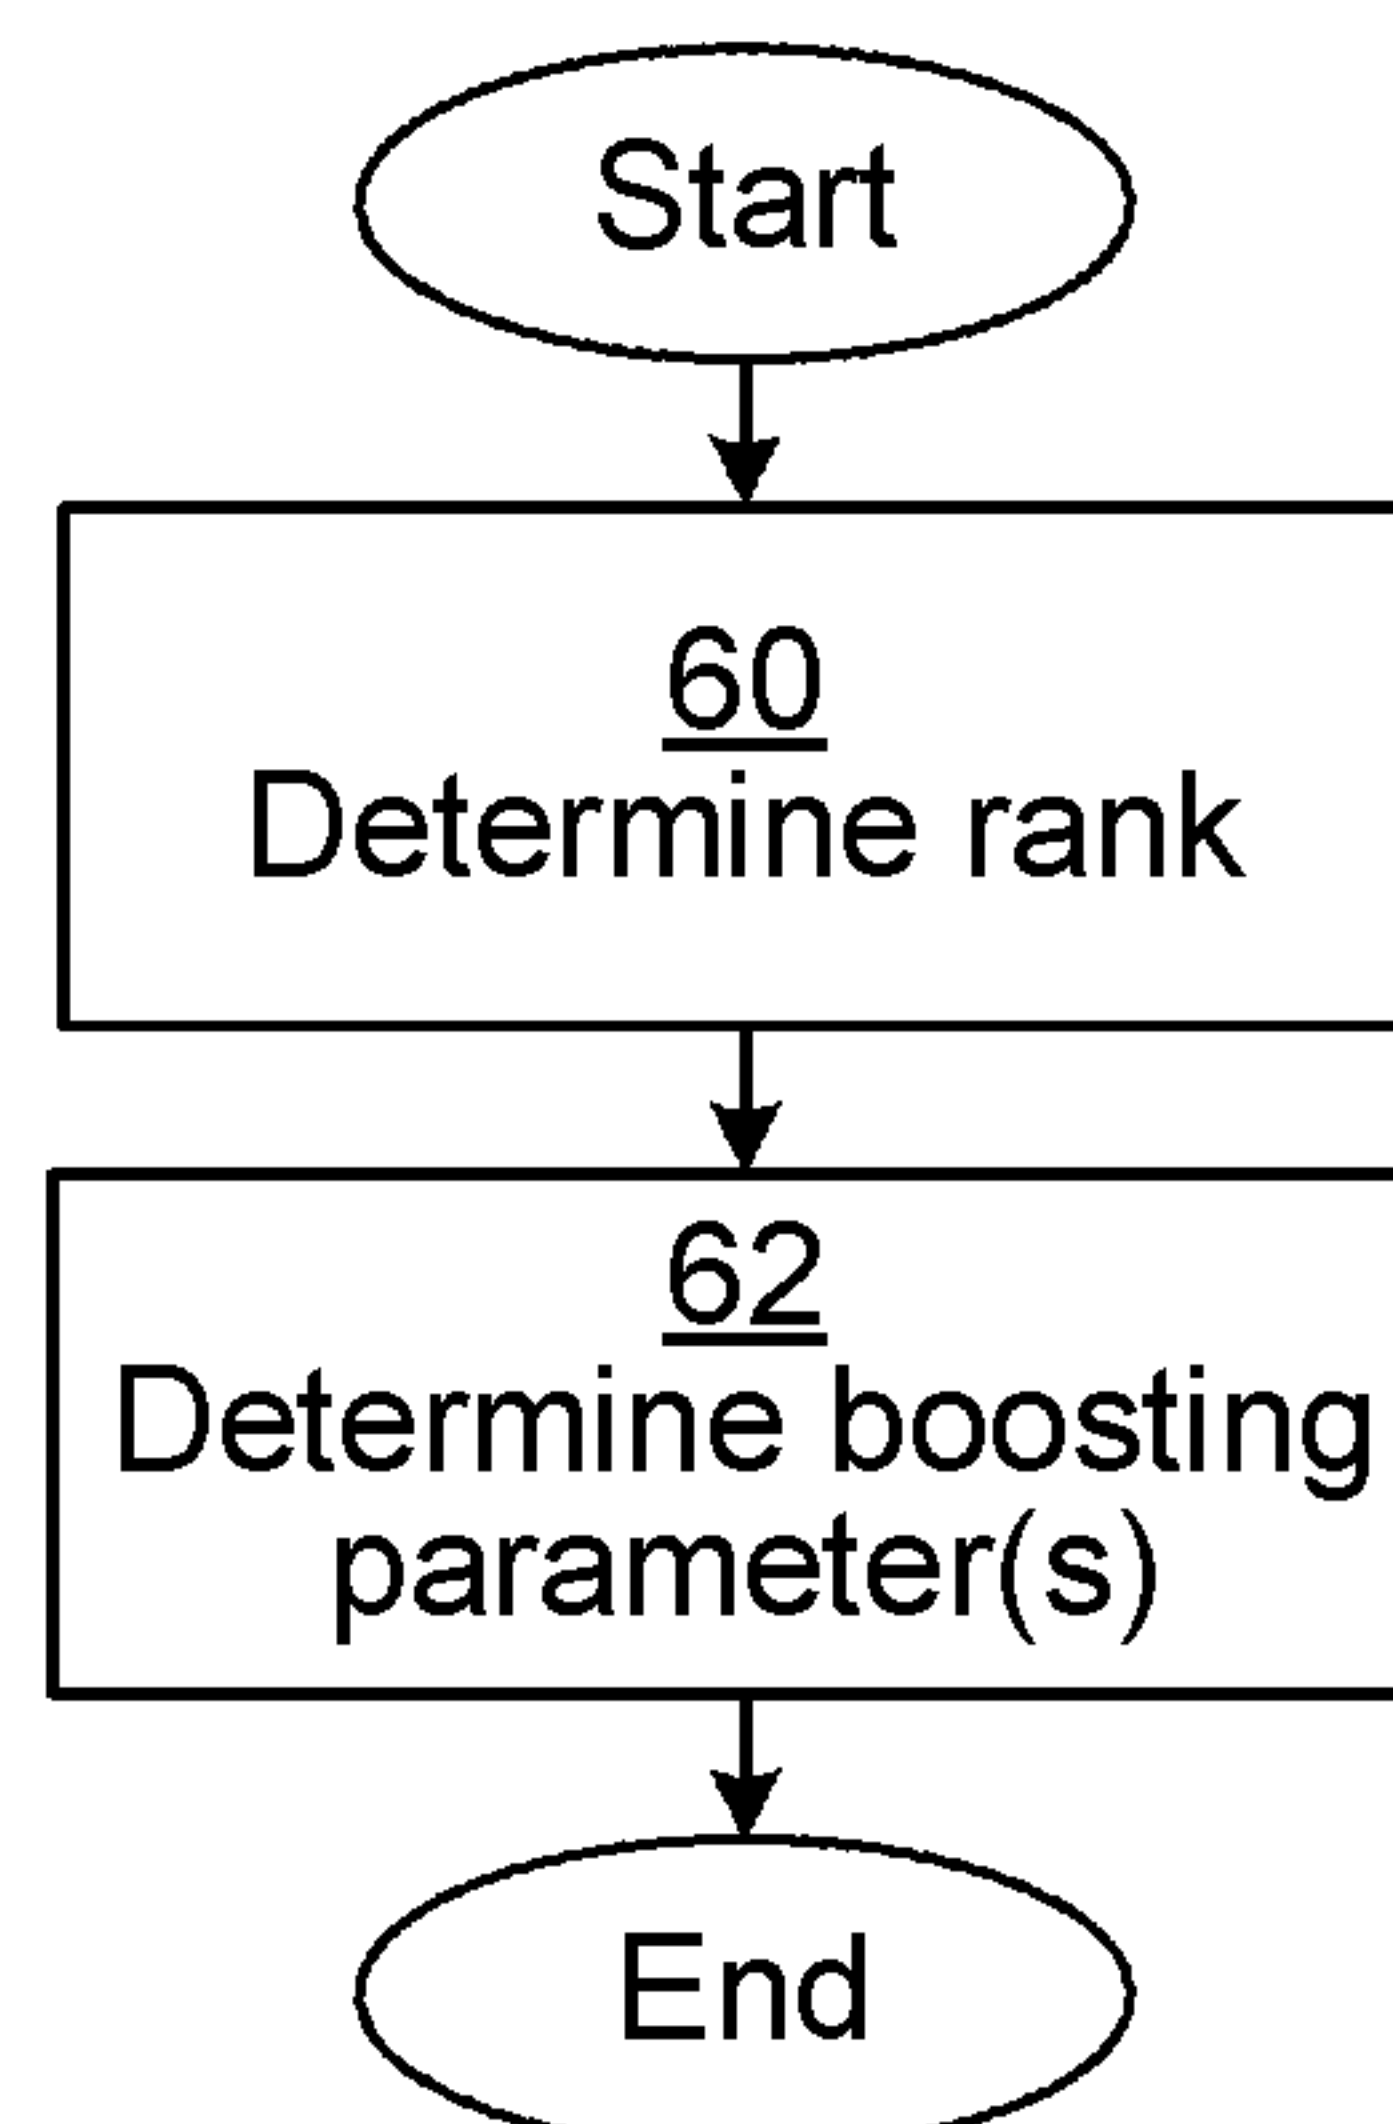 Start
60
Determine rank
62
Determine boosting
parameter(s)
End